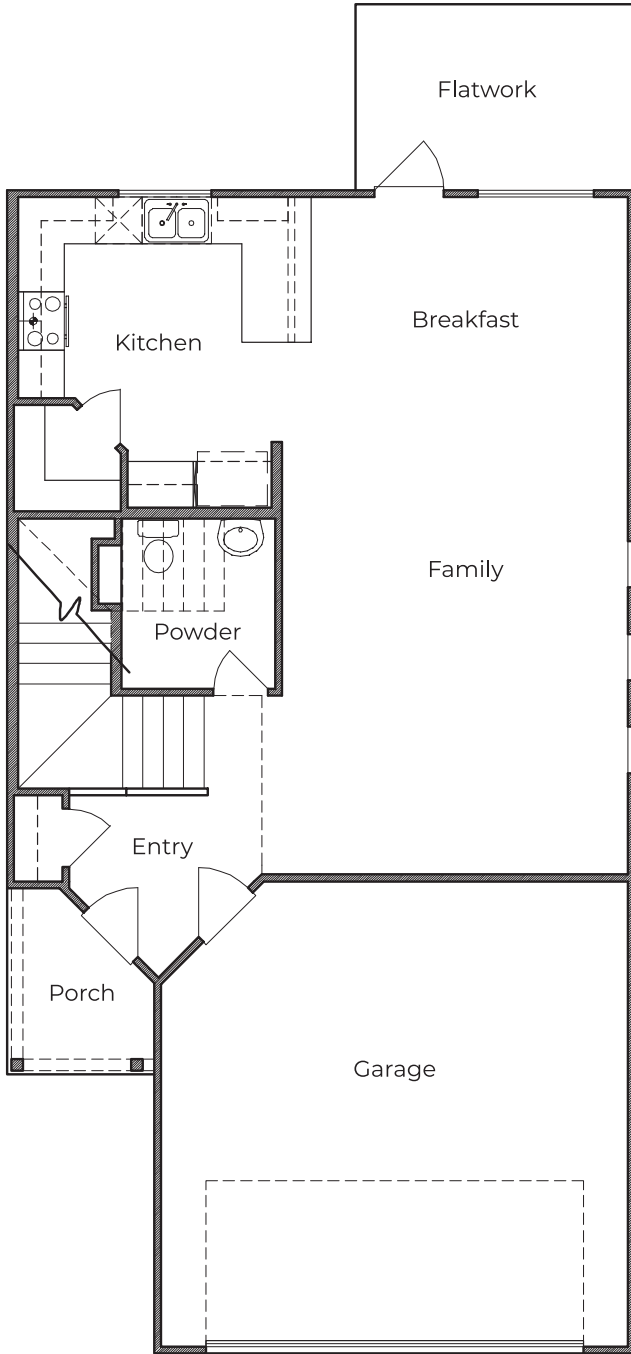 Flatwork
Breakfast
Kitchen
Family
Powder
Entry
Porch
Garage